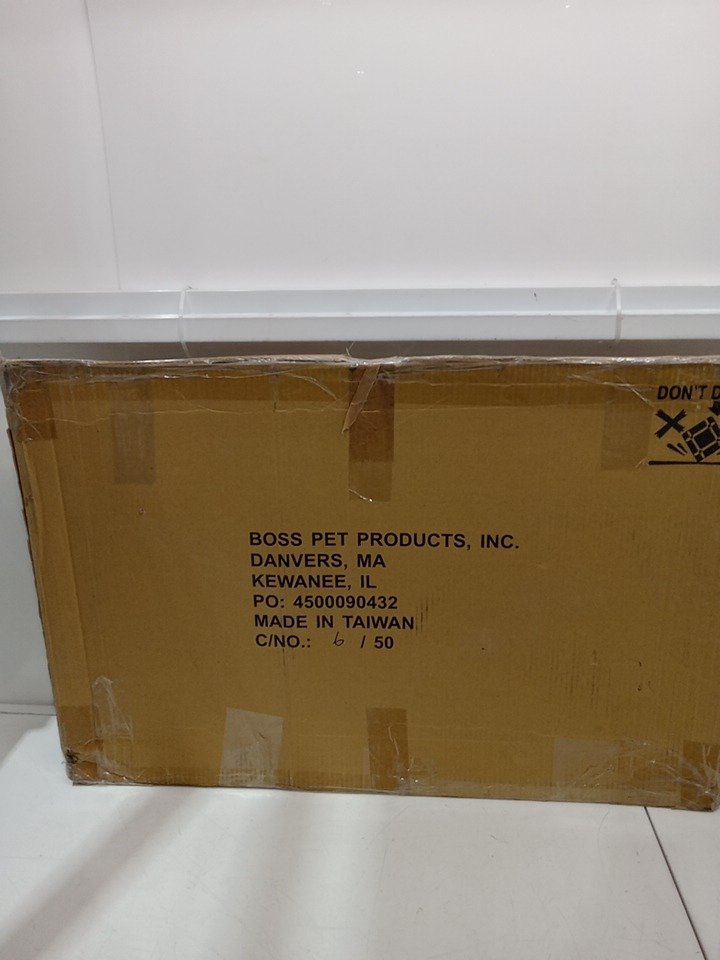 DON'T D
BOSS PET PRODUCTS, INC.
DANVERS, MA
KEWANEE, IL
PO: 4500090432
MADE IN TAIWAN
C/NO.: 6 / 50